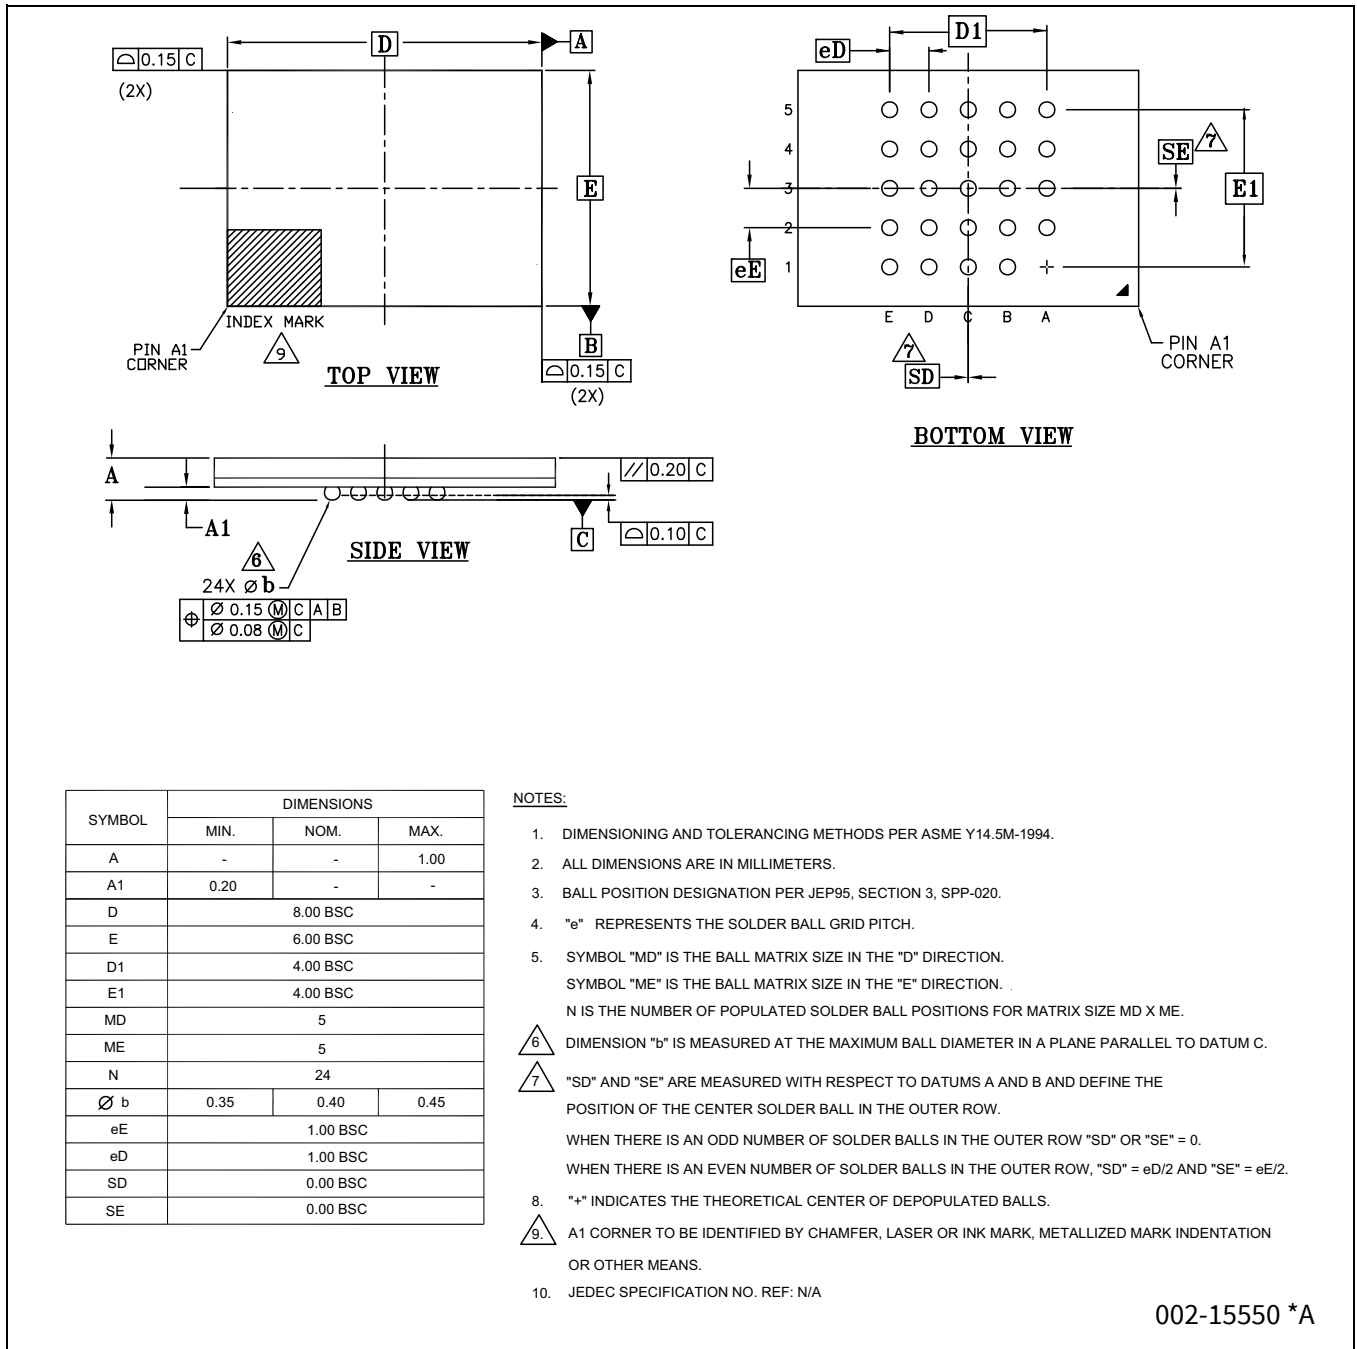 D
A
⌓ 0.15 C
(2X)
E
INDEX MARK
9
PIN A1
CORNER
B
⌓ 0.15 C
(2X)
TOP VIEW
D1
eD
5
4
3
2
1
7
SE
E1
eE
E D C B A
7
SD
PIN A1
CORNER
BOTTOM VIEW
A
A1
// 0.20 C
C
⌓ 0.10 C
SIDE VIEW
6
24X Ø b
⌖ Ø 0.15 Ⓜ C A B
Ø 0.08 Ⓜ C
SYMBOL DIMENSIONS
MIN. NOM. MAX.
A - - 1.00
A1 0.20 - -
D 8.00 BSC
E 6.00 BSC
D1 4.00 BSC
E1 4.00 BSC
MD 5
ME 5
N 24
Ø b 0.35 0.40 0.45
eE 1.00 BSC
eD 1.00 BSC
SD 0.00 BSC
SE 0.00 BSC
NOTES:
1. DIMENSIONING AND TOLERANCING METHODS PER ASME Y14.5M-1994.
2. ALL DIMENSIONS ARE IN MILLIMETERS.
3. BALL POSITION DESIGNATION PER JEP95, SECTION 3, SPP-020.
4. "e" REPRESENTS THE SOLDER BALL GRID PITCH.
5. SYMBOL "MD" IS THE BALL MATRIX SIZE IN THE "D" DIRECTION.
SYMBOL "ME" IS THE BALL MATRIX SIZE IN THE "E" DIRECTION.
N IS THE NUMBER OF POPULATED SOLDER BALL POSITIONS FOR MATRIX SIZE MD X ME.
6 DIMENSION "b" IS MEASURED AT THE MAXIMUM BALL DIAMETER IN A PLANE PARALLEL TO DATUM C.
7 "SD" AND "SE" ARE MEASURED WITH RESPECT TO DATUMS A AND B AND DEFINE THE
POSITION OF THE CENTER SOLDER BALL IN THE OUTER ROW.
WHEN THERE IS AN ODD NUMBER OF SOLDER BALLS IN THE OUTER ROW "SD" OR "SE" = 0.
WHEN THERE IS AN EVEN NUMBER OF SOLDER BALLS IN THE OUTER ROW, "SD" = eD/2 AND "SE" = eE/2.
8. "+" INDICATES THE THEORETICAL CENTER OF DEPOPULATED BALLS.
9. A1 CORNER TO BE IDENTIFIED BY CHAMFER, LASER OR INK MARK, METALLIZED MARK INDENTATION
OR OTHER MEANS.
10. JEDEC SPECIFICATION NO. REF: N/A
002-15550 *A